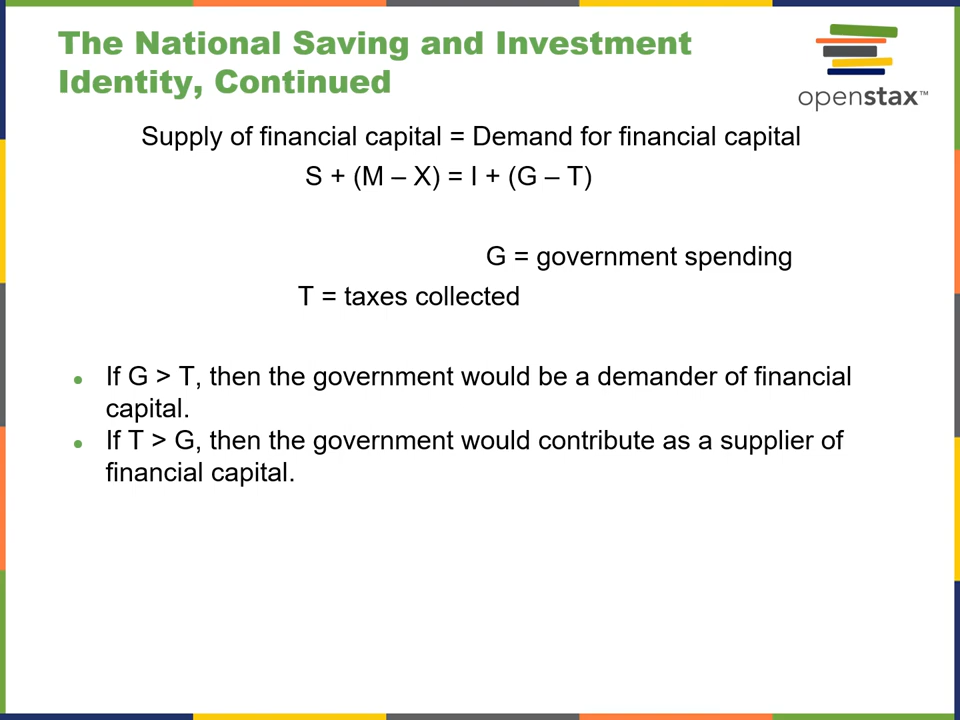 The National Saving and Investment
Identity, Continued
openstax™
Supply of financial capital = Demand for financial capital
S + (M – X) = I + (G – T)
G = government spending
T = taxes collected
• If G > T, then the government would be a demander of financial
capital.
• If T > G, then the government would contribute as a supplier of
financial capital.